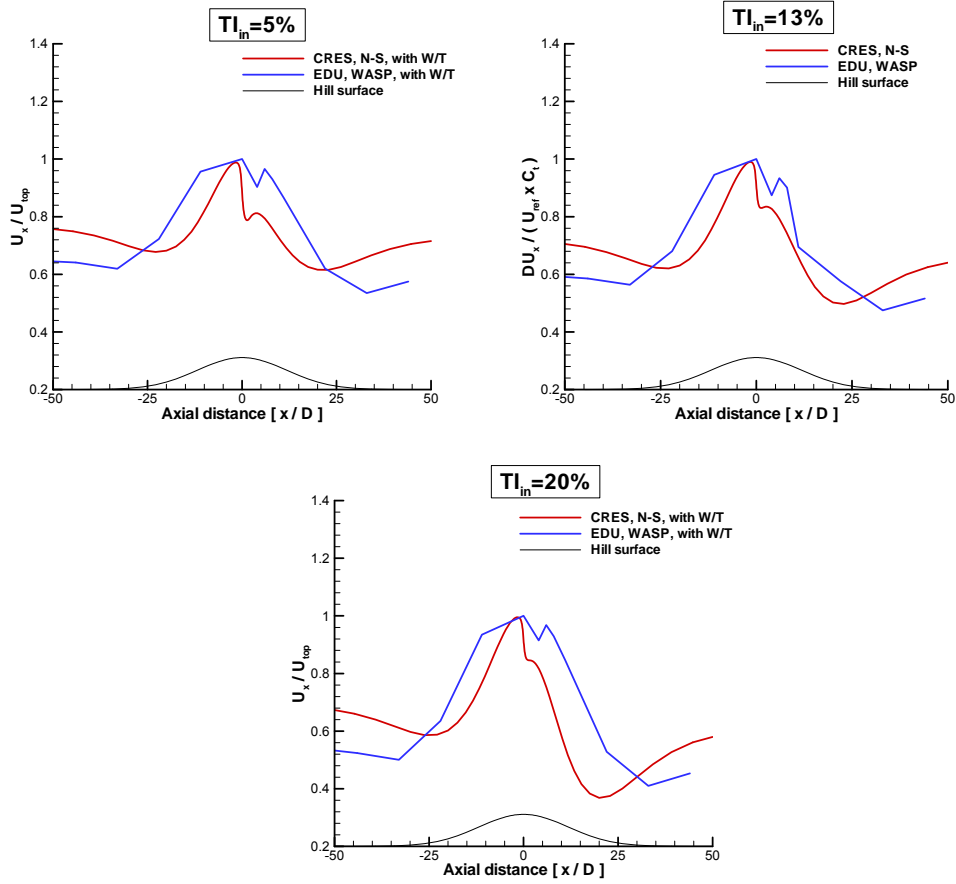 TI_in=5%
CRES, N-S, with W/T
EDU, WASP, with W/T
Hill surface
U_x / U_top
1.4
1.2
1
0.8
0.6
0.4
0.2
-50
-25
0
25
50
Axial distance [ x / D ]
TI_in=13%
CRES, N-S
EDU, WASP
Hill surface
DU_x / ( U_ref x C_t )
1.4
1.2
1
0.8
0.6
0.4
0.2
-50
-25
0
25
50
Axial distance [ x / D ]
TI_in=20%
CRES, N-S, with W/T
EDU, WASP, with W/T
Hill surface
U_x / U_top
1.4
1.2
1
0.8
0.6
0.4
0.2
-50
-25
0
25
50
Axial distance [ x / D ]